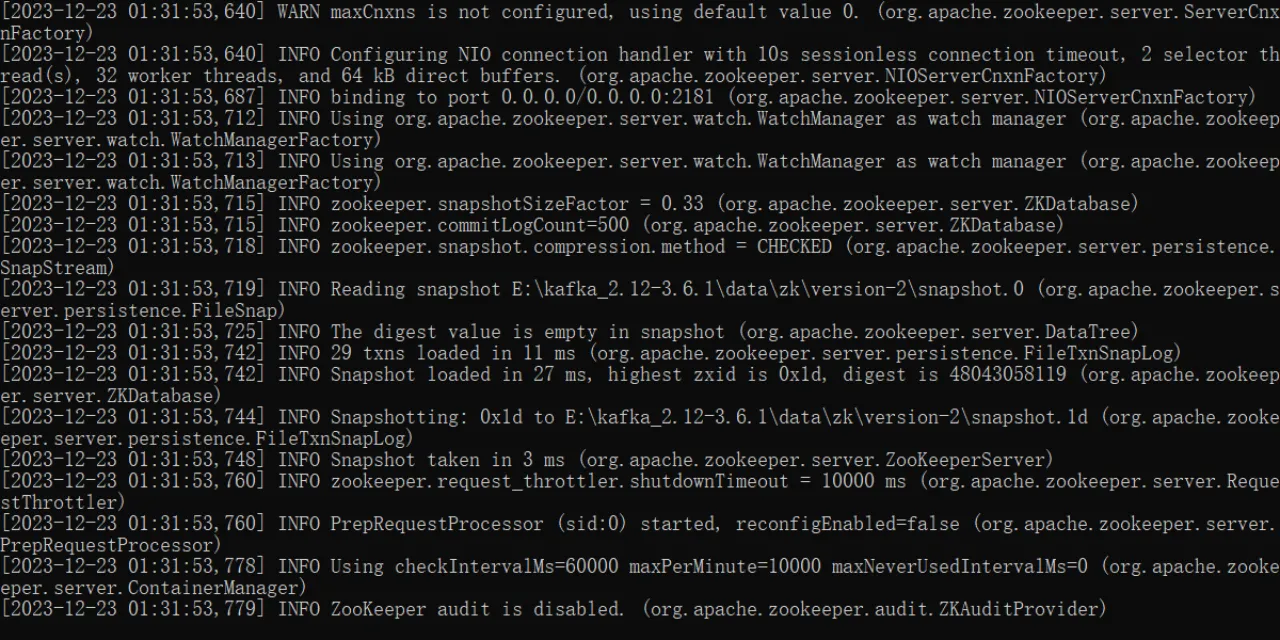 [2023-12-23 01:31:53,640] WARN maxCnxns is not configured, using default value 0. (org.apache.zookeeper.server.ServerCnx
nFactory)
[2023-12-23 01:31:53,640] INFO Configuring NIO connection handler with 10s sessionless connection timeout, 2 selector th
read(s), 32 worker threads, and 64 kB direct buffers. (org.apache.zookeeper.server.NIOServerCnxnFactory)
[2023-12-23 01:31:53,687] INFO binding to port 0.0.0.0/0.0.0.0:2181 (org.apache.zookeeper.server.NIOServerCnxnFactory)
[2023-12-23 01:31:53,712] INFO Using org.apache.zookeeper.server.watch.WatchManager as watch manager (org.apache.zookeep
er.server.watch.WatchManagerFactory)
[2023-12-23 01:31:53,713] INFO Using org.apache.zookeeper.server.watch.WatchManager as watch manager (org.apache.zookeep
er.server.watch.WatchManagerFactory)
[2023-12-23 01:31:53,715] INFO zookeeper.snapshotSizeFactor = 0.33 (org.apache.zookeeper.server.ZKDatabase)
[2023-12-23 01:31:53,715] INFO zookeeper.commitLogCount=500 (org.apache.zookeeper.server.ZKDatabase)
[2023-12-23 01:31:53,718] INFO zookeeper.snapshot.compression.method = CHECKED (org.apache.zookeeper.server.persistence.
SnapStream)
[2023-12-23 01:31:53,719] INFO Reading snapshot E:\kafka_2.12-3.6.1\data\zk\version-2\snapshot.0 (org.apache.zookeeper.s
erver.persistence.FileSnap)
[2023-12-23 01:31:53,725] INFO The digest value is empty in snapshot (org.apache.zookeeper.server.DataTree)
[2023-12-23 01:31:53,742] INFO 29 txns loaded in 11 ms (org.apache.zookeeper.server.persistence.FileTxnSnapLog)
[2023-12-23 01:31:53,742] INFO Snapshot loaded in 27 ms, highest zxid is 0x1d, digest is 48043058119 (org.apache.zookeep
er.server.ZKDatabase)
[2023-12-23 01:31:53,744] INFO Snapshotting: 0x1d to E:\kafka_2.12-3.6.1\data\zk\version-2\snapshot.1d (org.apache.zooke
eper.server.persistence.FileTxnSnapLog)
[2023-12-23 01:31:53,748] INFO Snapshot taken in 3 ms (org.apache.zookeeper.server.ZooKeeperServer)
[2023-12-23 01:31:53,760] INFO zookeeper.request_throttler.shutdownTimeout = 10000 ms (org.apache.zookeeper.server.Reque
stThrottler)
[2023-12-23 01:31:53,760] INFO PrepRequestProcessor (sid:0) started, reconfigEnabled=false (org.apache.zookeeper.server.
PrepRequestProcessor)
[2023-12-23 01:31:53,778] INFO Using checkIntervalMs=60000 maxPerMinute=10000 maxNeverUsedIntervalMs=0 (org.apache.zooke
eper.server.ContainerManager)
[2023-12-23 01:31:53,779] INFO ZooKeeper audit is disabled. (org.apache.zookeeper.audit.ZKAuditProvider)